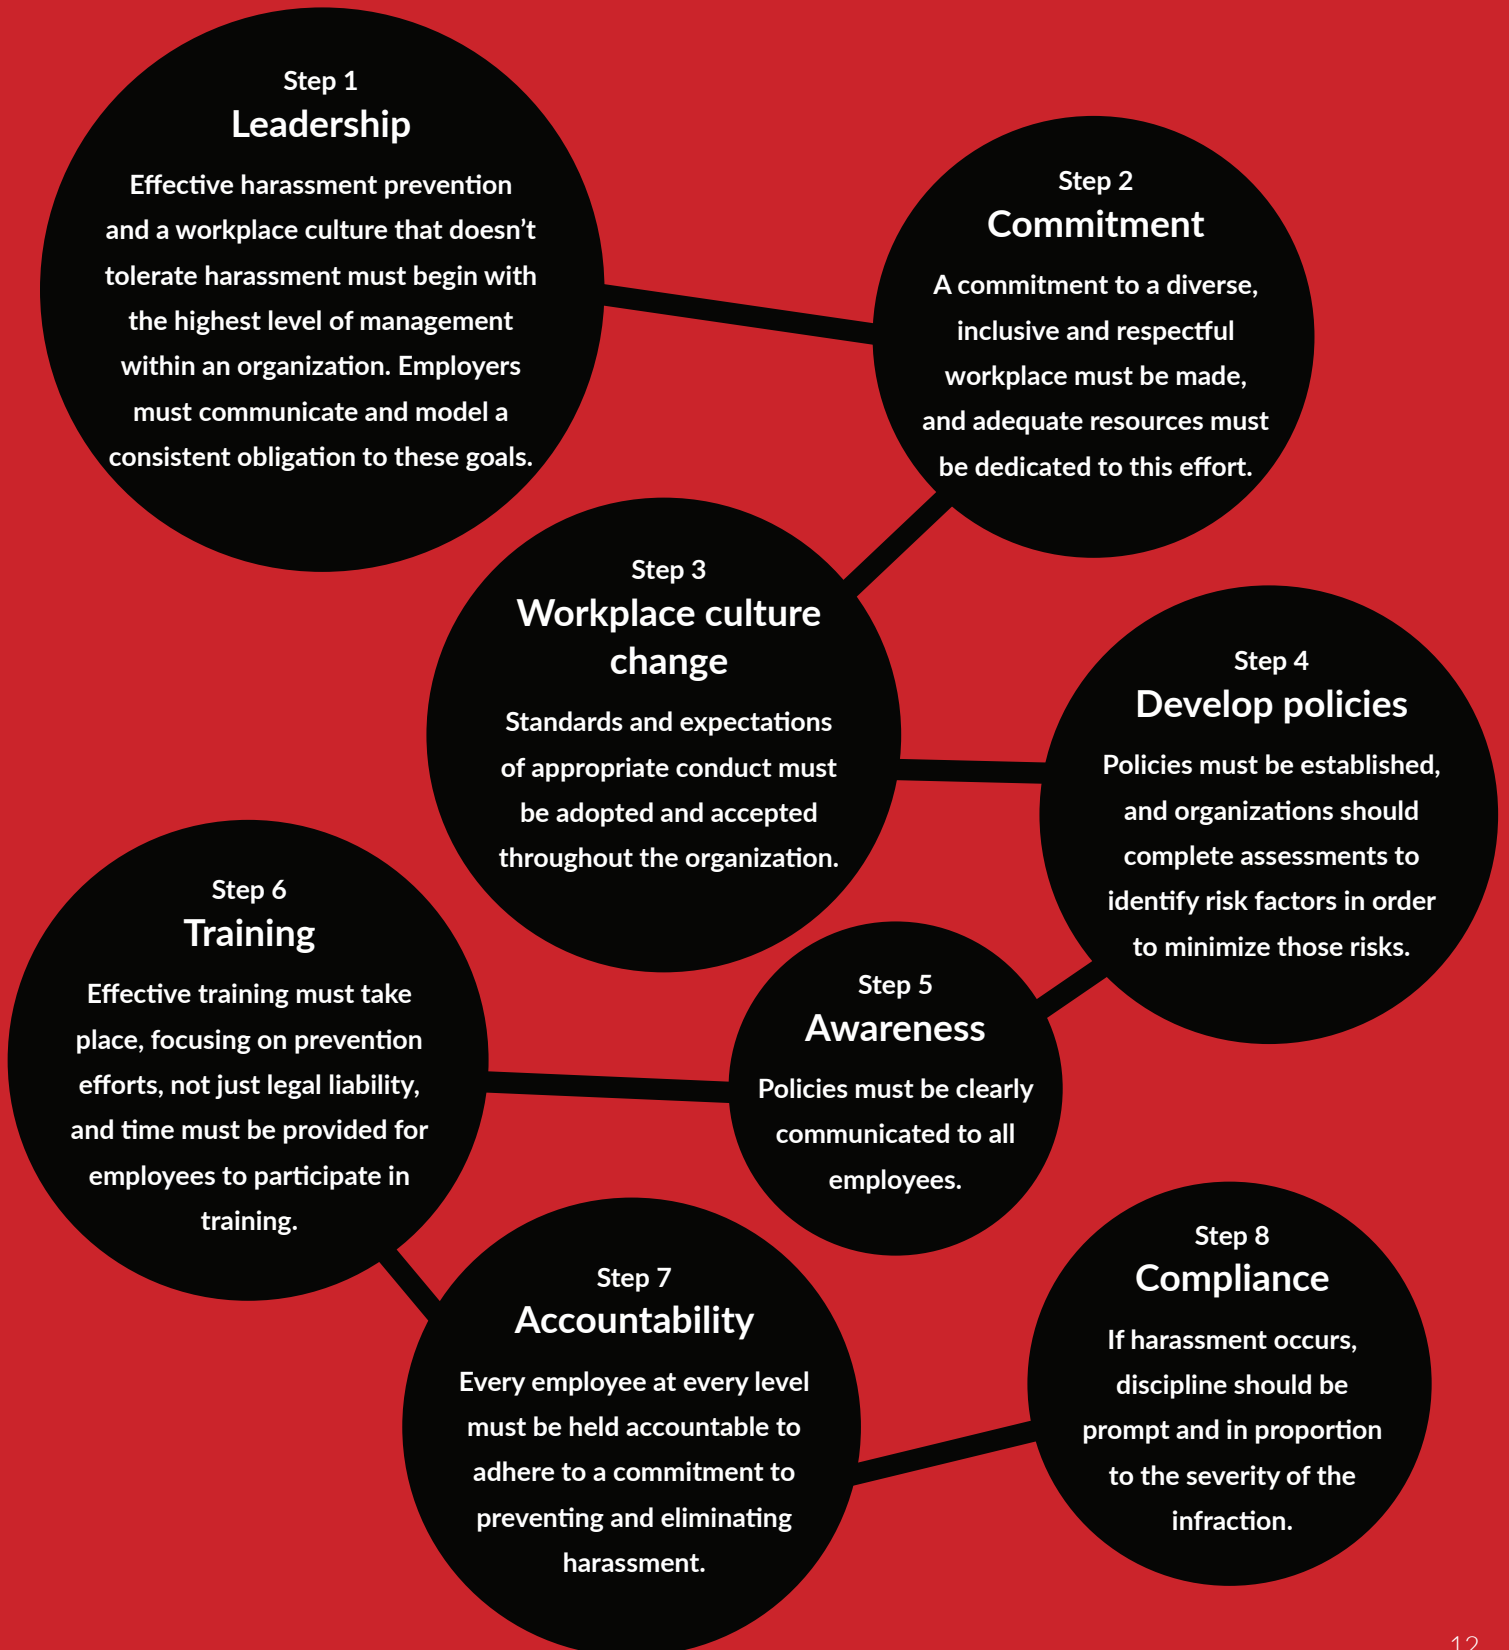 Step 1
Leadership
Effective harassment prevention
and a workplace culture that doesn’t
tolerate harassment must begin with
the highest level of management
within an organization. Employers
must communicate and model a
consistent obligation to these goals.
Step 2
Commitment
A commitment to a diverse,
inclusive and respectful
workplace must be made,
and adequate resources must
be dedicated to this effort.
Step 3
Workplace culture
change
Standards and expectations
of appropriate conduct must
be adopted and accepted
throughout the organization.
Step 4
Develop policies
Policies must be established,
and organizations should
complete assessments to
identify risk factors in order
to minimize those risks.
Step 5
Awareness
Policies must be clearly
communicated to all
employees.
Step 6
Training
Effective training must take
place, focusing on prevention
efforts, not just legal liability,
and time must be provided for
employees to participate in
training.
Step 7
Accountability
Every employee at every level
must be held accountable to
adhere to a commitment to
preventing and eliminating
harassment.
Step 8
Compliance
If harassment occurs,
discipline should be
prompt and in proportion
to the severity of the
infraction.
12